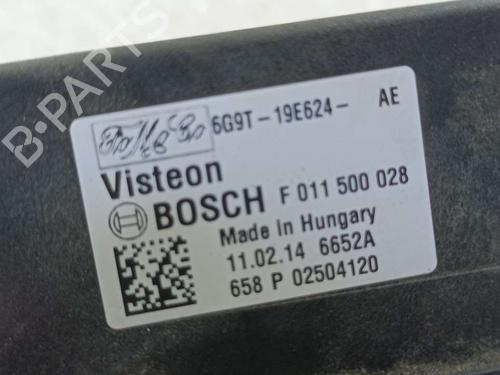 6G9T-19E624- AE
Visteon
BOSCH F 011 500 028
Made In Hungary
11.02.14 6652A
658 P 02504120
B-PARTS